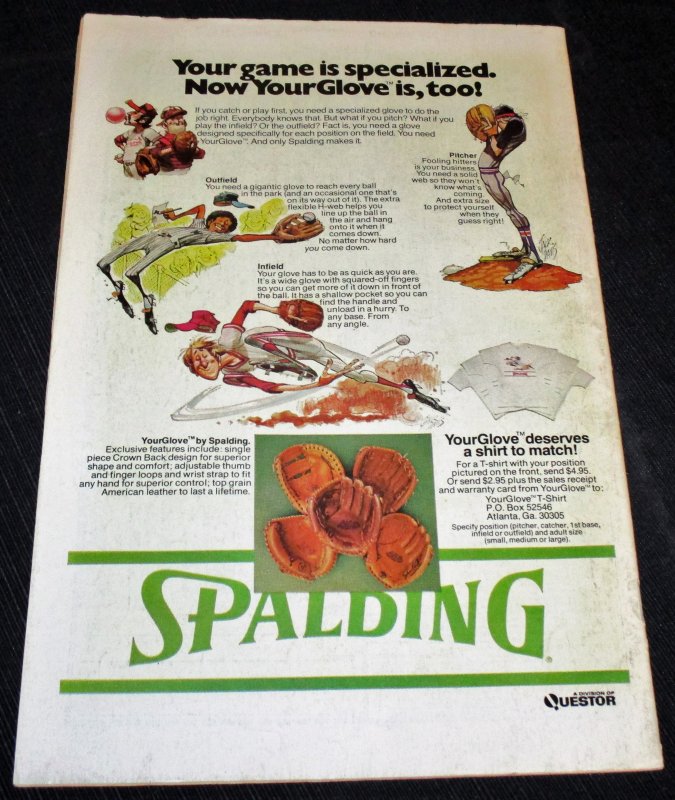 Your game is specialized.
Now YourGlove™ is, too!
If you catch or play first, you need a specialized glove to do the
job right. Everybody knows that. But what if you pitch? What if you
play the infield? Or the outfield? Fact is, you need a glove
designed specifically for each position on the field. You need
YourGlove™. And only Spalding makes it.
Pitcher
Fooling hitters
is your business.
You need a solid
web so they won't
know what's
coming.
And extra size
to protect yourself
when they
guess right!
Outfield
You need a gigantic glove to reach every ball
in the park (and an occasional one that's
on its way out of it). The extra
flexible H-web helps you
line up the ball in
the air and hang
onto it when it
comes down.
No matter how hard
you come down.
Infield
Your glove has to be as quick as you are.
It's a wide glove with squared-off fingers
so you can get more of it down in front of
the ball. It has a shallow pocket so you can
find the handle and
unload in a hurry. To
any base. From
any angle.
YourGlove™ by Spalding.
Exclusive features include: single
piece Crown Back design for superior
shape and comfort; adjustable thumb
and finger loops and wrist strap to fit
any hand for superior control; top grain
American leather to last a lifetime.
YourGlove™ deserves
a shirt to match!
For a T-shirt with your position
pictured on the front, send $4.95.
Or send $2.95 plus the sales receipt
and warranty card from YourGlove™ to:
YourGlove™ T-Shirt
P.O. Box 52546
Atlanta, Ga. 30305
Specify position (pitcher, catcher, 1st base,
infield or outfield) and adult size
(small, medium or large).
SPALDING®
A DIVISION OF
QUESTOR